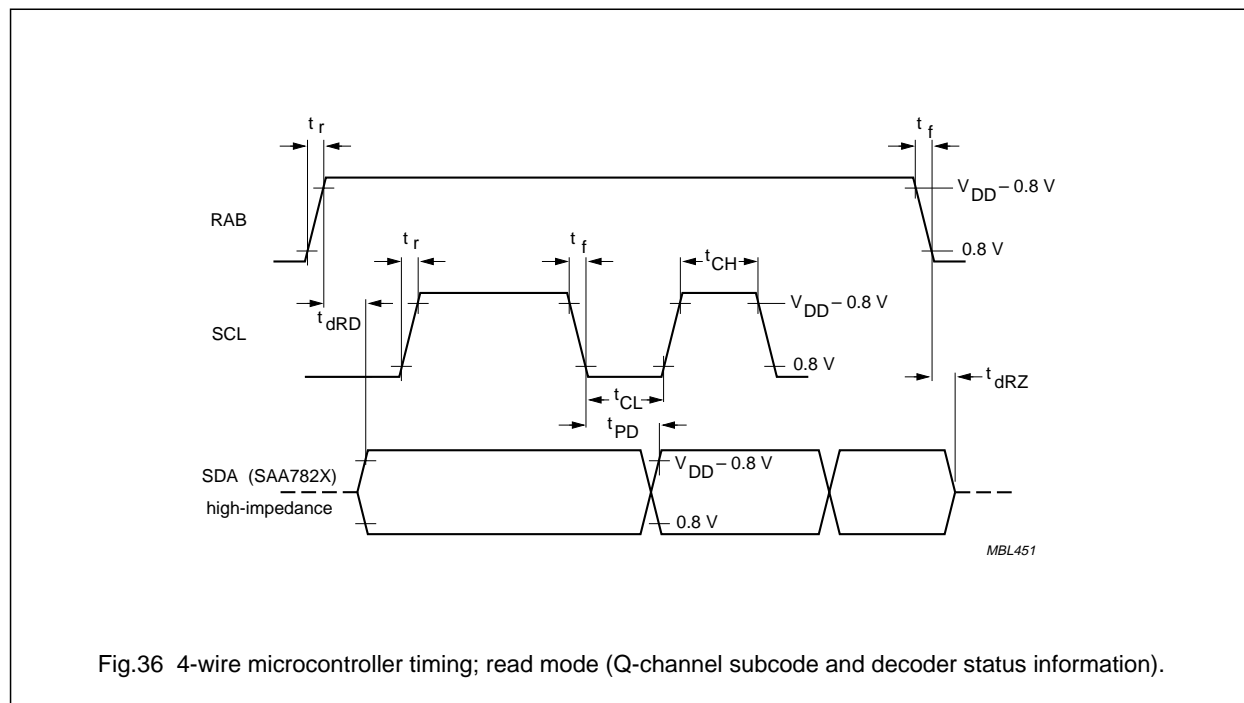 t r
t f
V DD – 0.8 V
RAB
0.8 V
t r
t f
t CH
V DD – 0.8 V
t dRD
SCL
0.8 V
t dRZ
t CL
t PD
SDA (SAA782X)
V DD – 0.8 V
high-impedance
0.8 V
MBL451
Fig.36 4-wire microcontroller timing; read mode (Q-channel subcode and decoder status information).